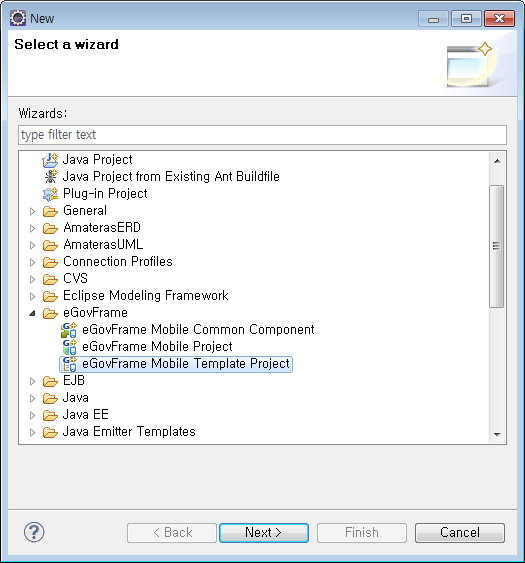 New
Select a wizard
Wizards:
type filter text
Java Project
Java Project from Existing Ant Buildfile
Plug-in Project
General
AmaterasERD
AmaterasUML
Connection Profiles
CVS
Eclipse Modeling Framework
eGovFrame
eGovFrame Mobile Common Component
eGovFrame Mobile Project
eGovFrame Mobile Template Project
EJB
Java
Java EE
Java Emitter Templates
? < Back Next > Finish Cancel